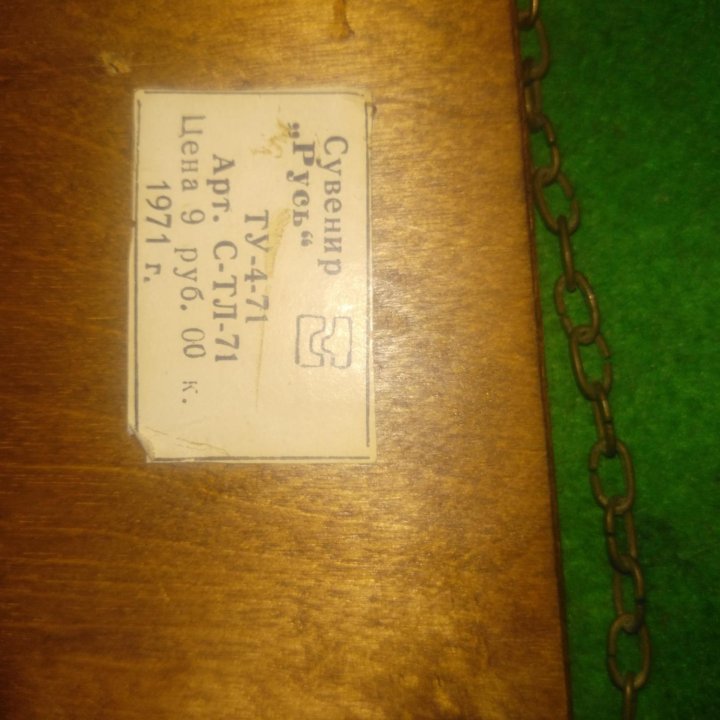 Сувенир
„Русь“
ТУ-4-71
Арт. С-ТЛ-71
Цена 9 руб. 00 к.
1971 г.